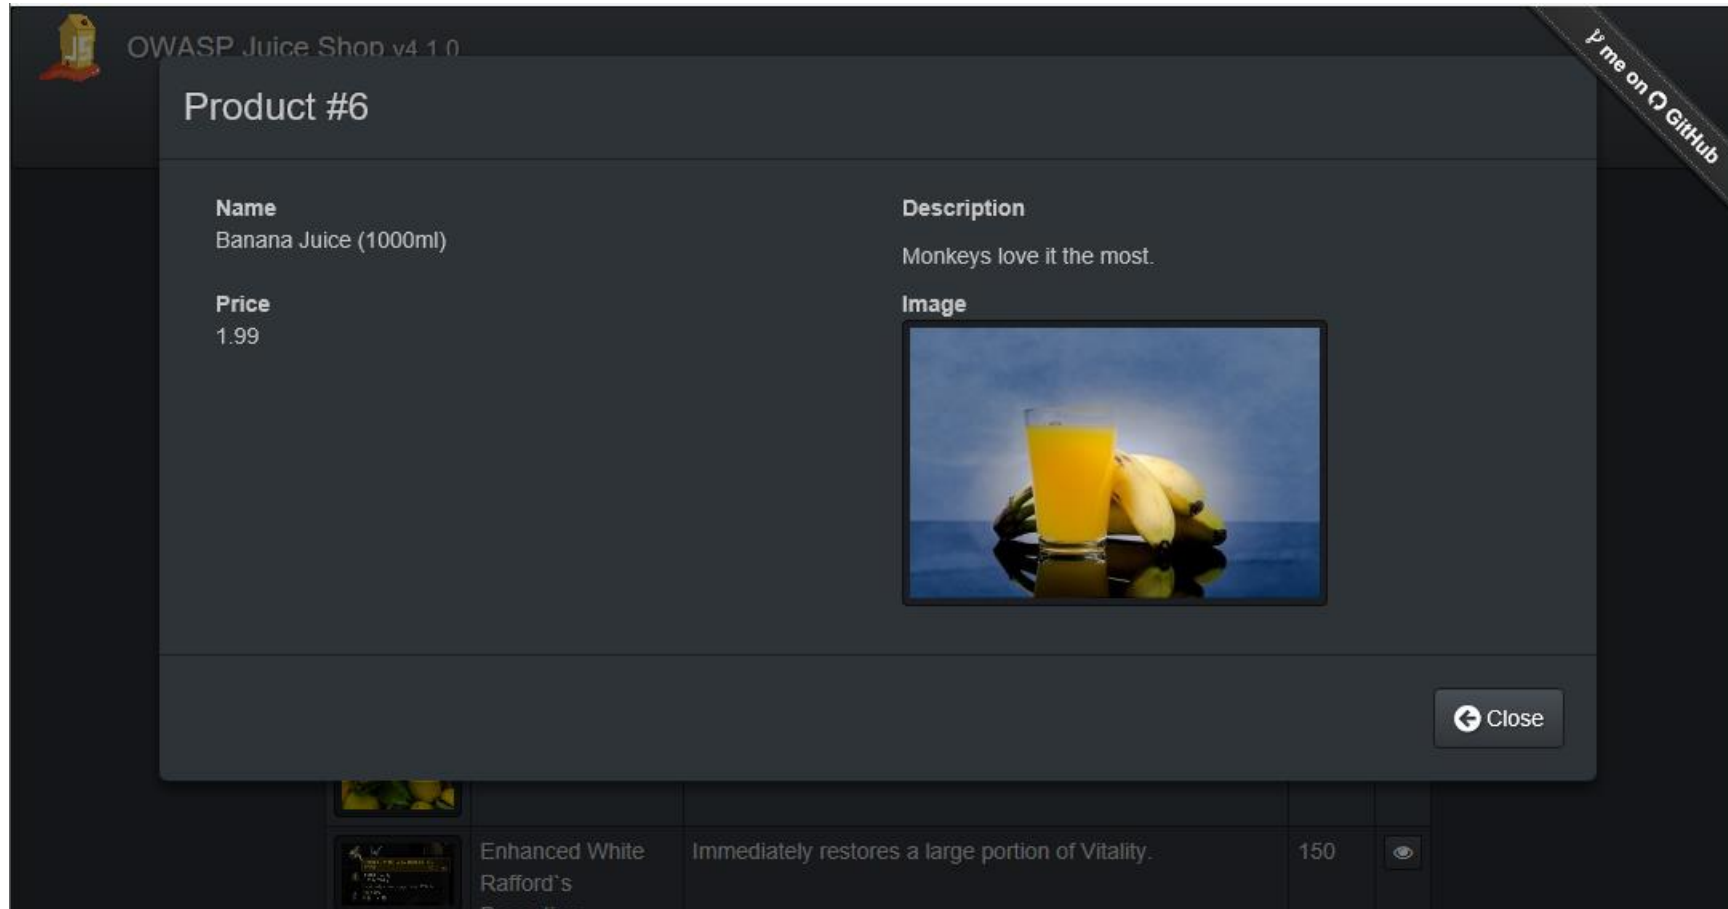 JS
OWASP Juice Shop v4.1.0
me on GitHub
Product #6
Name
Banana Juice (1000ml)
Price
1.99
Description
Monkeys love it the most.
Image
Close
Enhanced White
Rafford`s
Immediately restores a large portion of Vitality.
150